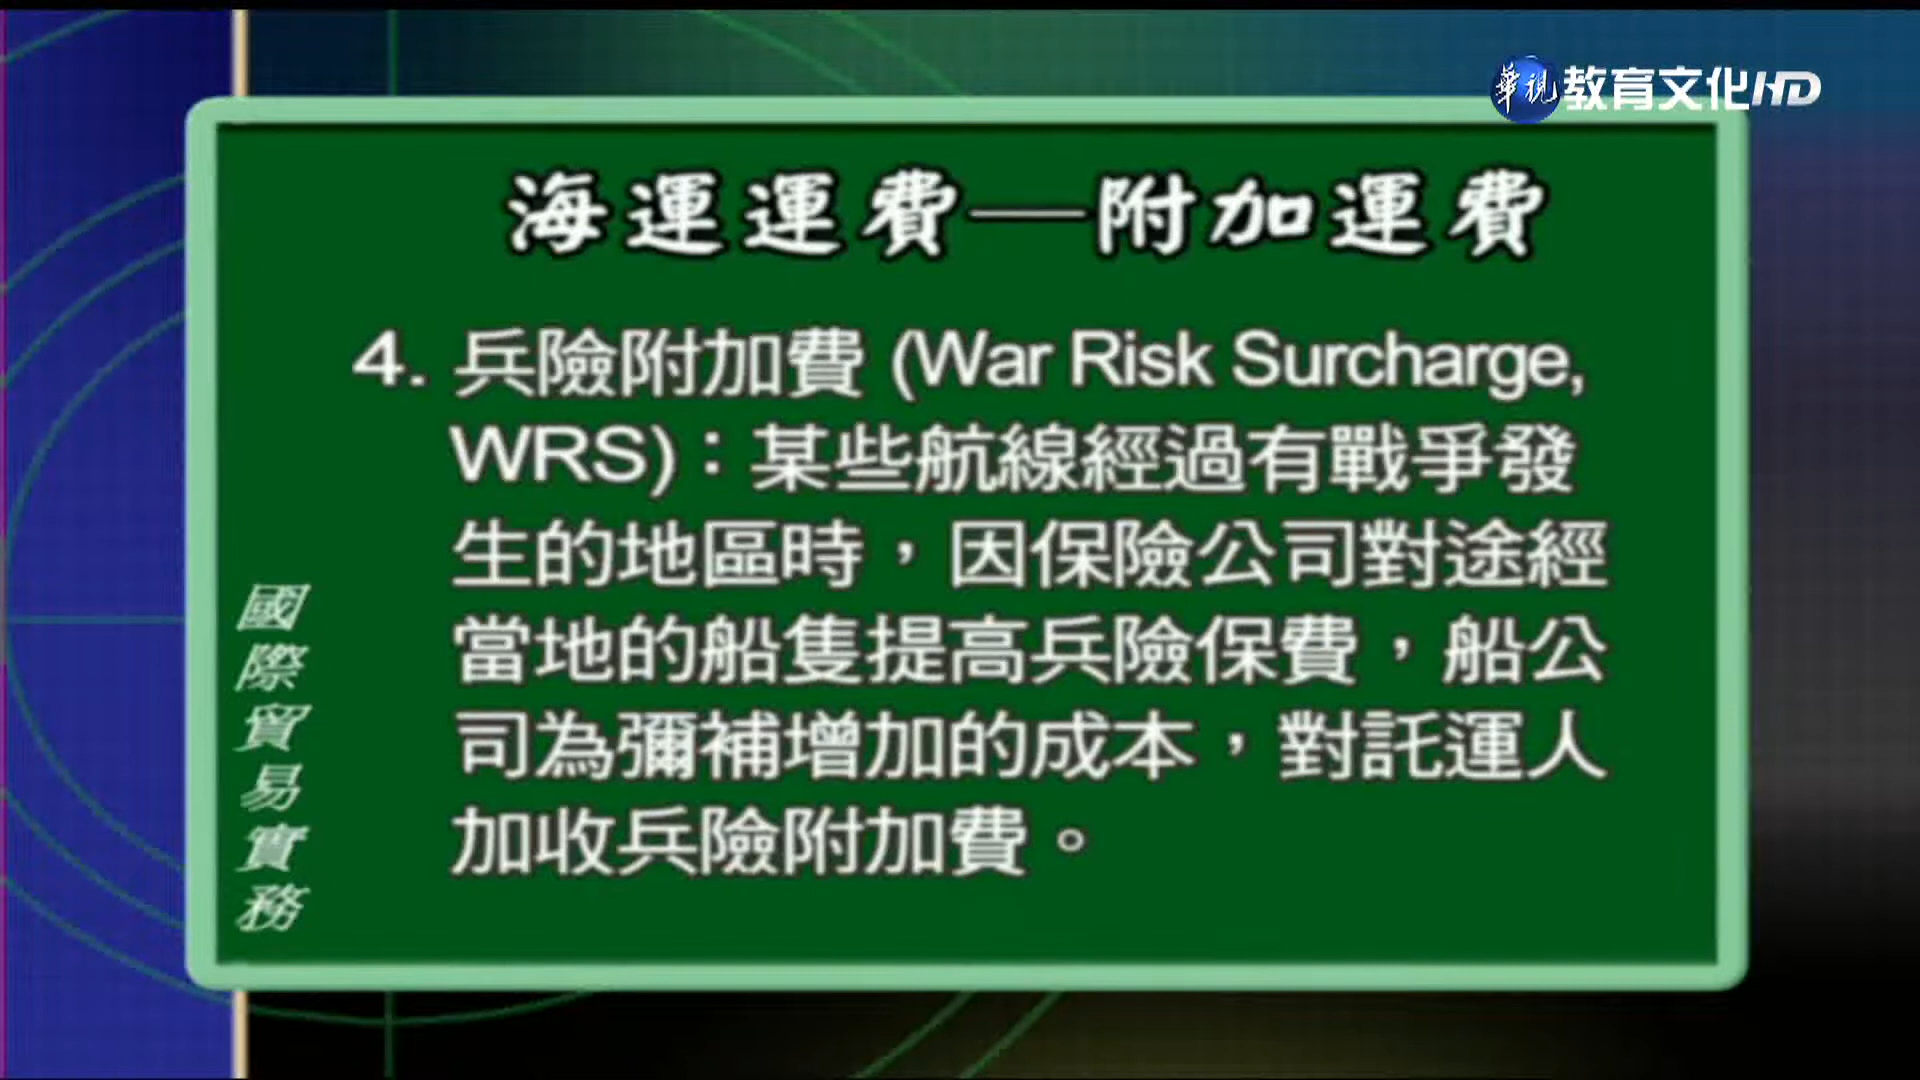 華視 教育文化HD
海運運費—附加運費
4. 兵險附加費 (War Risk Surcharge,
WRS)：某些航線經過有戰爭發
生的地區時，因保險公司對途經
當地的船隻提高兵險保費，船公
司為彌補增加的成本，對託運人
加收兵險附加費。
國際貿易實務